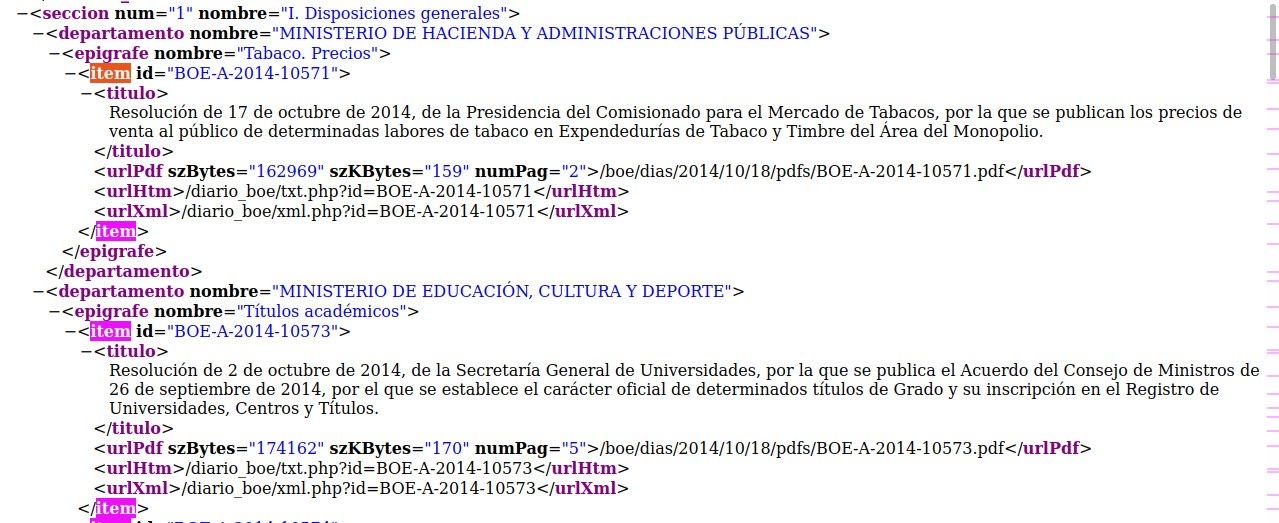 −<seccion num="1" nombre="I. Disposiciones generales">
−<departamento nombre="MINISTERIO DE HACIENDA Y ADMINISTRACIONES PÚBLICAS">
−<epigrafe nombre="Tabaco. Precios">
−<item id="BOE-A-2014-10571">
−<titulo>
Resolución de 17 de octubre de 2014, de la Presidencia del Comisionado para el Mercado de Tabacos, por la que se publican los precios de
venta al público de determinadas labores de tabaco en Expendedurías de Tabaco y Timbre del Área del Monopolio.
</titulo>
<urlPdf szBytes="162969" szKBytes="159" numPag="2">/boe/dias/2014/10/18/pdfs/BOE-A-2014-10571.pdf</urlPdf>
<urlHtm>/diario_boe/txt.php?id=BOE-A-2014-10571</urlHtm>
<urlXml>/diario_boe/xml.php?id=BOE-A-2014-10571</urlXml>
</item>
</epigrafe>
</departamento>
−<departamento nombre="MINISTERIO DE EDUCACIÓN, CULTURA Y DEPORTE">
−<epigrafe nombre="Títulos académicos">
−<item id="BOE-A-2014-10573">
−<titulo>
Resolución de 2 de octubre de 2014, de la Secretaría General de Universidades, por la que se publica el Acuerdo del Consejo de Ministros de
26 de septiembre de 2014, por el que se establece el carácter oficial de determinados títulos de Grado y su inscripción en el Registro de
Universidades, Centros y Títulos.
</titulo>
<urlPdf szBytes="174162" szKBytes="170" numPag="5">/boe/dias/2014/10/18/pdfs/BOE-A-2014-10573.pdf</urlPdf>
<urlHtm>/diario_boe/txt.php?id=BOE-A-2014-10573</urlHtm>
<urlXml>/diario_boe/xml.php?id=BOE-A-2014-10573</urlXml>
</item>